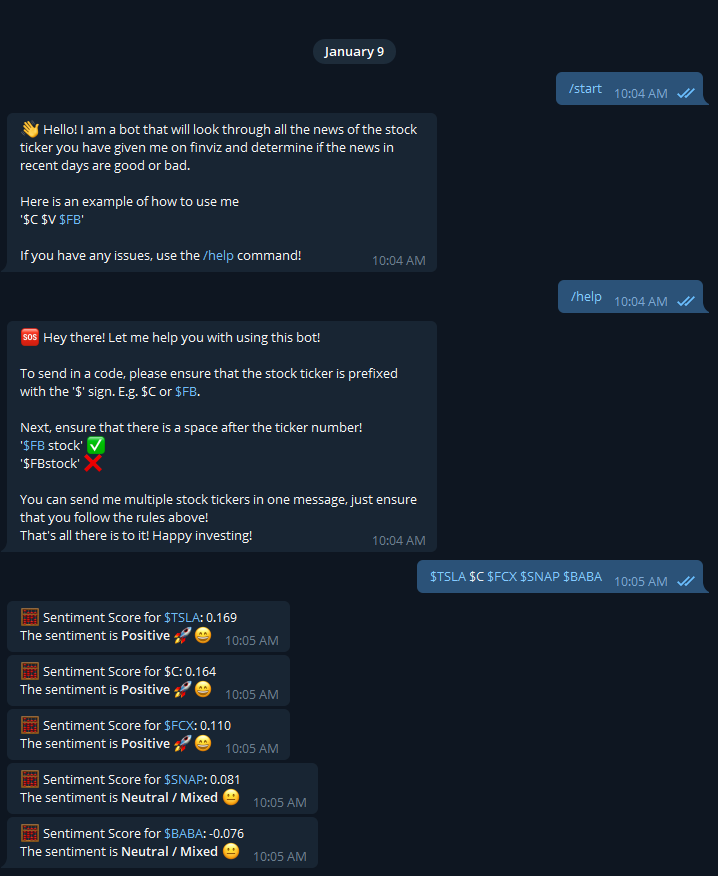 January 9
/start 10:04 AM
👋 Hello! I am a bot that will look through all the news of the stock
ticker you have given me on finviz and determine if the news in
recent days are good or bad.
Here is an example of how to use me
'$C $V $FB'
If you have any issues, use the /help command! 10:04 AM
/help 10:04 AM
🆘 Hey there! Let me help you with using this bot!
To send in a code, please ensure that the stock ticker is prefixed
with the '$' sign. E.g. $C or $FB.
Next, ensure that there is a space after the ticker number!
'$FB stock' ✅
'$FBstock' ❌
You can send me multiple stock tickers in one message, just ensure
that you follow the rules above!
That's all there is to it! Happy investing! 10:04 AM
$TSLA $C $FCX $SNAP $BABA 10:05 AM
🧮 Sentiment Score for $TSLA: 0.169
The sentiment is Positive 🚀 😄 10:05 AM
🧮 Sentiment Score for $C: 0.164
The sentiment is Positive 🚀 😄 10:05 AM
🧮 Sentiment Score for $FCX: 0.110
The sentiment is Positive 🚀 😄 10:05 AM
🧮 Sentiment Score for $SNAP: 0.081
The sentiment is Neutral / Mixed 😐 10:05 AM
🧮 Sentiment Score for $BABA: -0.076
The sentiment is Neutral / Mixed 😐 10:05 AM